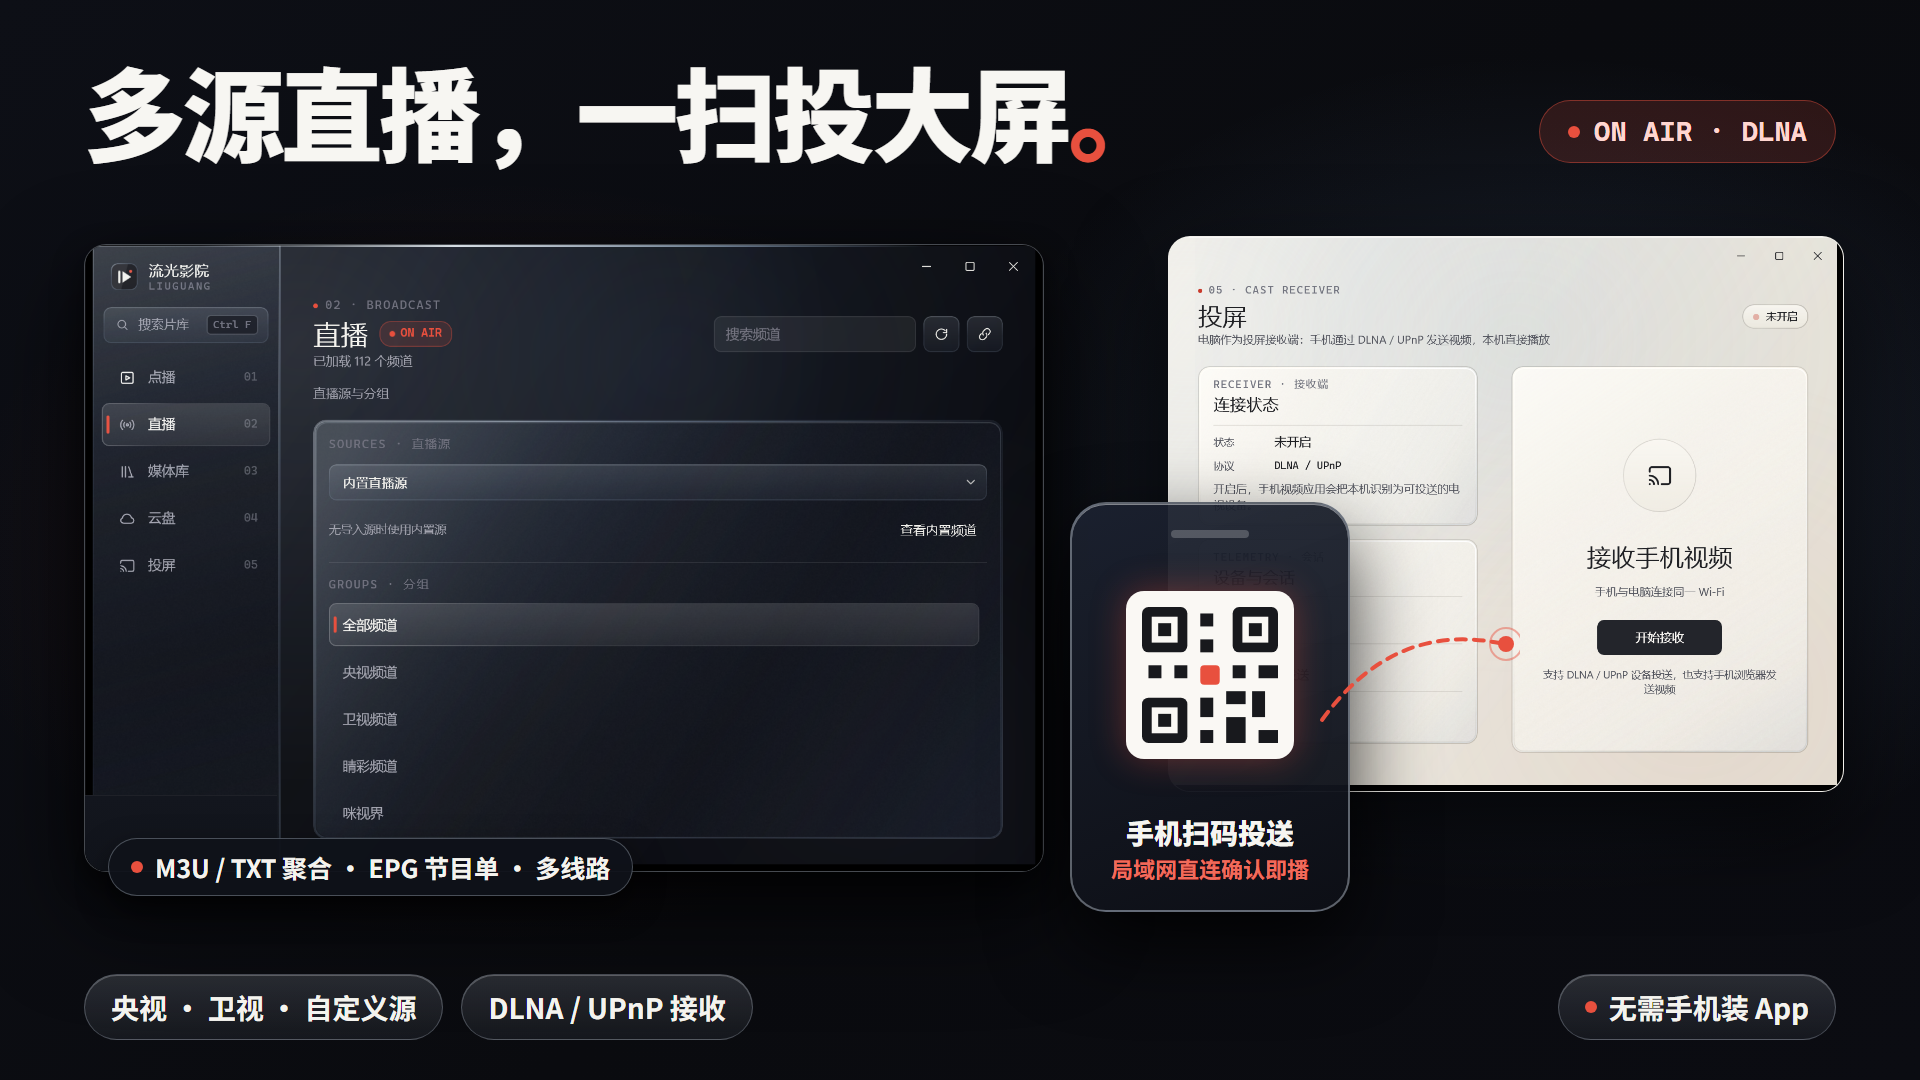 多源直播，一扫投大屏。
ON AIR · DLNA
流光影院
LIUGUANG
搜索片库 Ctrl F
点播 01
直播 02
媒体库 03
云盘 04
投屏 05
02 · BROADCAST
直播 ON AIR
已加载 112 个频道
搜索频道
直播源与分组
SOURCES · 直播源
内置直播源
无导入源时使用内置源 查看内置频道
GROUPS · 分组
全部频道
央视频道
卫视频道
睛彩频道
咪视界
M3U / TXT 聚合 · EPG 节目单 · 多线路
05 · CAST RECEIVER
投屏
未开启
电脑作为投屏接收端：手机通过 DLNA / UPnP 发送视频，本机直接播放
RECEIVER · 接收端
连接状态
状态 未开启
协议 DLNA / UPnP
开启后，手机视频应用会把本机识别为可投送的电
设备与会话
接收手机视频
手机与电脑连接同一 Wi-Fi
开始接收
支持 DLNA / UPnP 设备投送，也支持手机浏览器发
送视频
手机扫码投送
局域网直连确认即播
央视 · 卫视 · 自定义源
DLNA / UPnP 接收
无需手机装 App